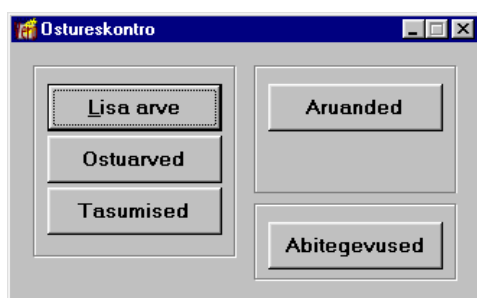 Ostureskontro
Lisa arve
Ostuarved
Tasumised
Aruanded
Abitegevused